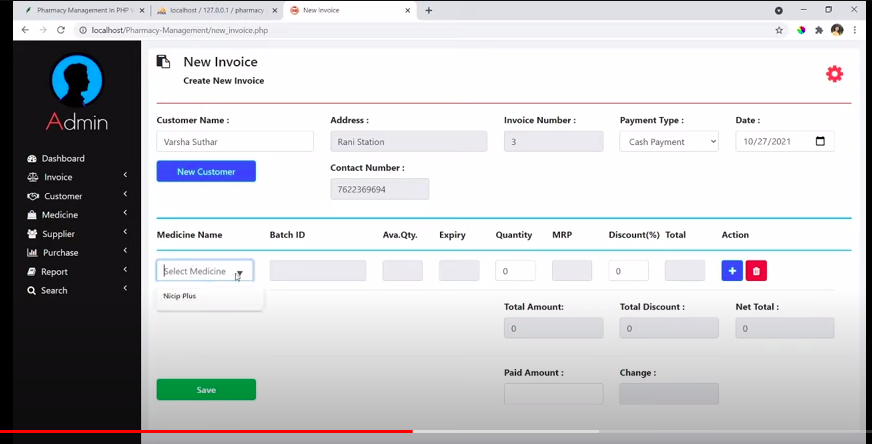 Pharmacy Management in PHP
localhost / 127.0.0.1 / pharmacy
New Invoice
localhost/Pharmacy-Management/new_invoice.php
New Invoice
Create New Invoice
Admin
Dashboard
Invoice
Customer
Medicine
Supplier
Purchase
Report
Search
Customer Name : Address : Invoice Number : Payment Type : Date :
Varsha Suthar Rani Station 3 Cash Payment 10/27/2021
New Customer
Contact Number :
7622369694
Medicine Name Batch ID Ava.Qty. Expiry Quantity MRP Discount(%) Total Action
Select Medicine 0 0
Nicip Plus
Total Amount: Total Discount : Net Total :
0 0 0
Paid Amount : Change :
Save